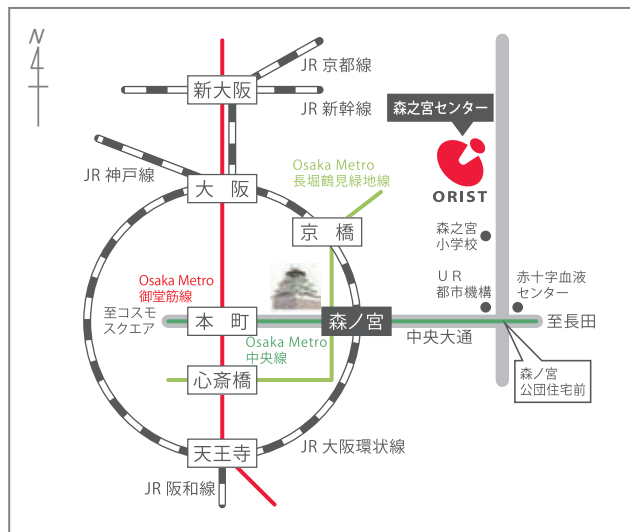 N
JR 京都線
新大阪
JR 新幹線
森之宮センター
JR 神戸線
Osaka Metro
長堀鶴見緑地線
大 阪
ORIST
京 橋
森之宮
小学校
UR
都市機構
赤十字血液
センター
Osaka Metro
御堂筋線
至コスモ
スクエア
本 町
森ノ宮
至長田
Osaka Metro
中央線
中央大通
心斎橋
森ノ宮
公団住宅前
天王寺
JR 大阪環状線
JR 阪和線